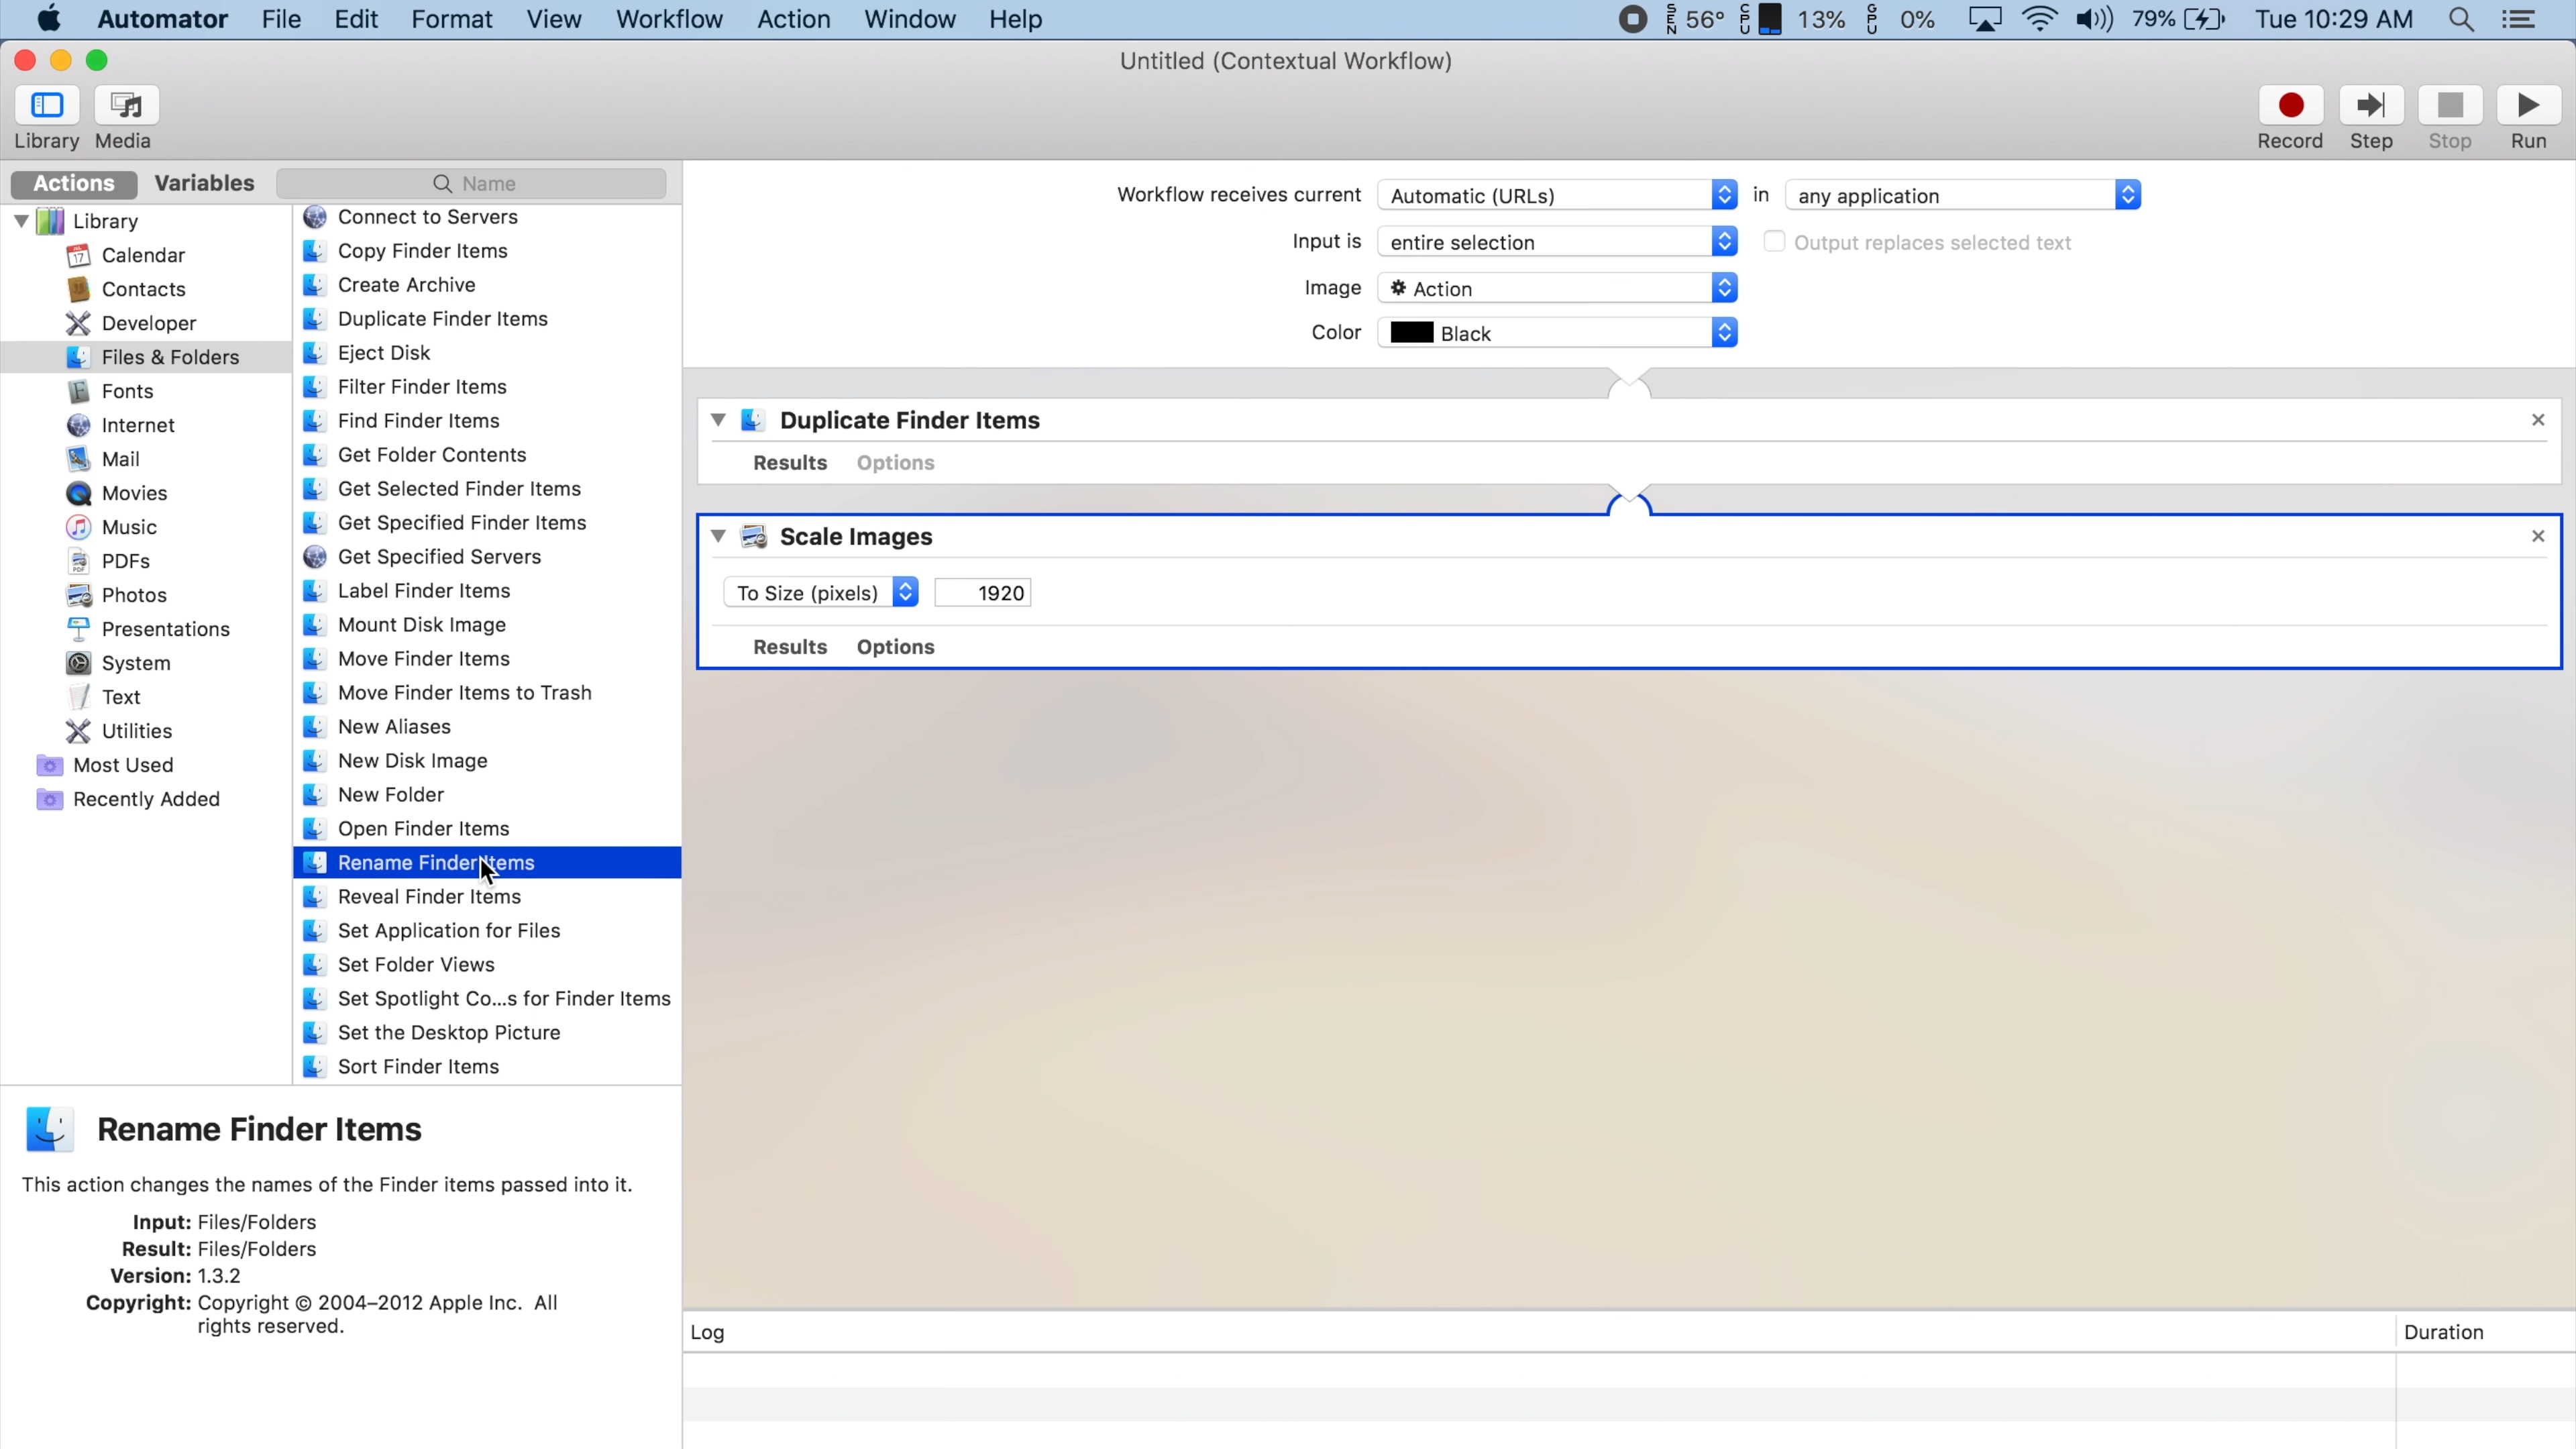 Automator File Edit Format View Workflow Action Window Help SEN 56° CPU 13% GPU 0% 79% Tue 10:29 AM
Untitled (Contextual Workflow)
Library Media Record Step Stop Run
Actions Variables Name
Library
Calendar
Contacts
Developer
Files & Folders
Fonts
Internet
Mail
Movies
Music
PDFs
Photos
Presentations
System
Text
Utilities
Most Used
Recently Added
Connect to Servers
Copy Finder Items
Create Archive
Duplicate Finder Items
Eject Disk
Filter Finder Items
Find Finder Items
Get Folder Contents
Get Selected Finder Items
Get Specified Finder Items
Get Specified Servers
Label Finder Items
Mount Disk Image
Move Finder Items
Move Finder Items to Trash
New Aliases
New Disk Image
New Folder
Open Finder Items
Rename Finder Items
Reveal Finder Items
Set Application for Files
Set Folder Views
Set Spotlight Co...s for Finder Items
Set the Desktop Picture
Sort Finder Items
Rename Finder Items
This action changes the names of the Finder items passed into it.
Input: Files/Folders
Result: Files/Folders
Version: 1.3.2
Copyright: Copyright © 2004–2012 Apple Inc. All
rights reserved.
Workflow receives current Automatic (URLs) in any application
Input is entire selection Output replaces selected text
Image Action
Color Black
Duplicate Finder Items
Results Options
Scale Images
To Size (pixels) 1920
Results Options
Log Duration